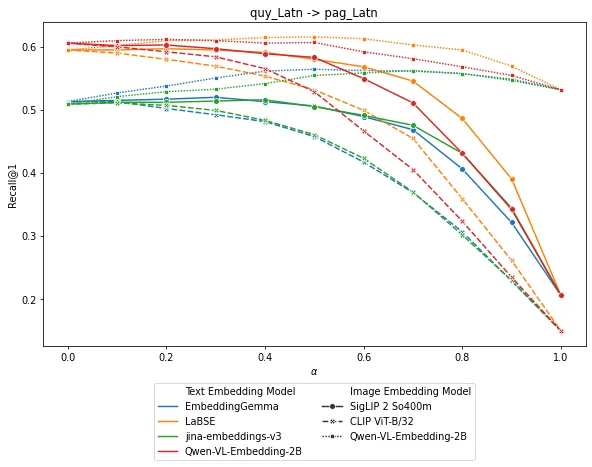 quy_Latn -> pag_Latn
Recall@1
0.6
0.5
0.4
0.3
0.2
0.0 0.2 0.4 0.6 0.8 1.0
α
Text Embedding Model Image Embedding Model
EmbeddingGemma SigLIP 2 So400m
LaBSE CLIP ViT-B/32
jina-embeddings-v3 Qwen-VL-Embedding-2B
Qwen-VL-Embedding-2B